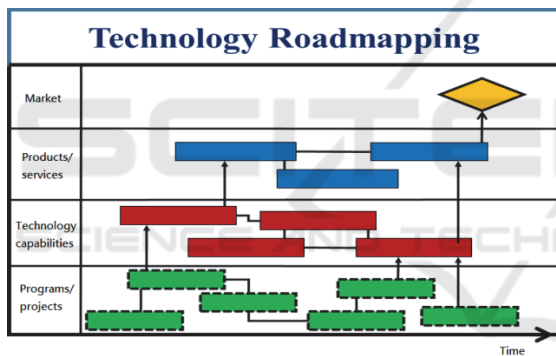 Technology Roadmapping
Market
Products/
services
Technology
capabilities
Programs/
projects
Time